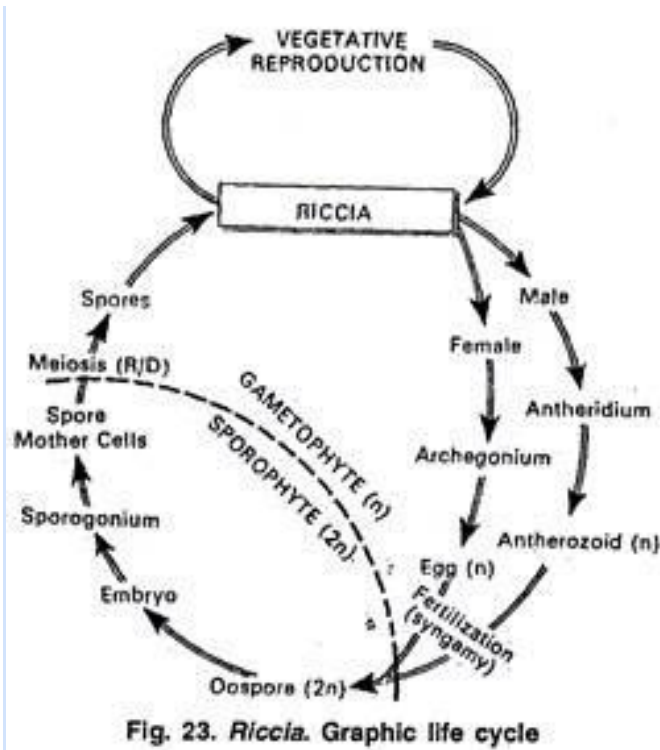 VEGETATIVE
REPRODUCTION
RICCIA
Spores
Male
Meiosis (R/D)
Female
Spore
Mother Cells
GAMETOPHYTE (n)
SPOROPHYTE (2n)
Antheridium
Archegonium
Sporogonium
Antherozoid (n)
Egg (n)
Embryo
Fertilization
(syngamy)
Oospore (2n)
Fig. 23. Riccia. Graphic life cycle